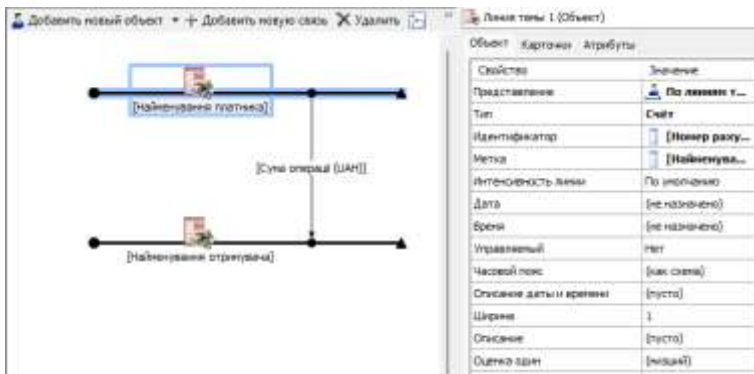 Добавить новый объект + Добавить новую связь Удалить
[Найменування платника]
[Сума операції (UAH)]
[Найменування отримувача]
Линия темы 1 (Объект)
Объект Карточки Атрибуты
Свойство Значение
Представление По линиям т...
Тип Счёт
Идентификатор [Номер раху...
Метка [Найменува...
Интенсивность линии По умолчанию
Дата (не назначено)
Время (не назначено)
Управляемый Нет
Часовой пояс (как схема)
Описание даты и времени (пусто)
Ширина 1
Описание (пусто)
Оценка один (низший)